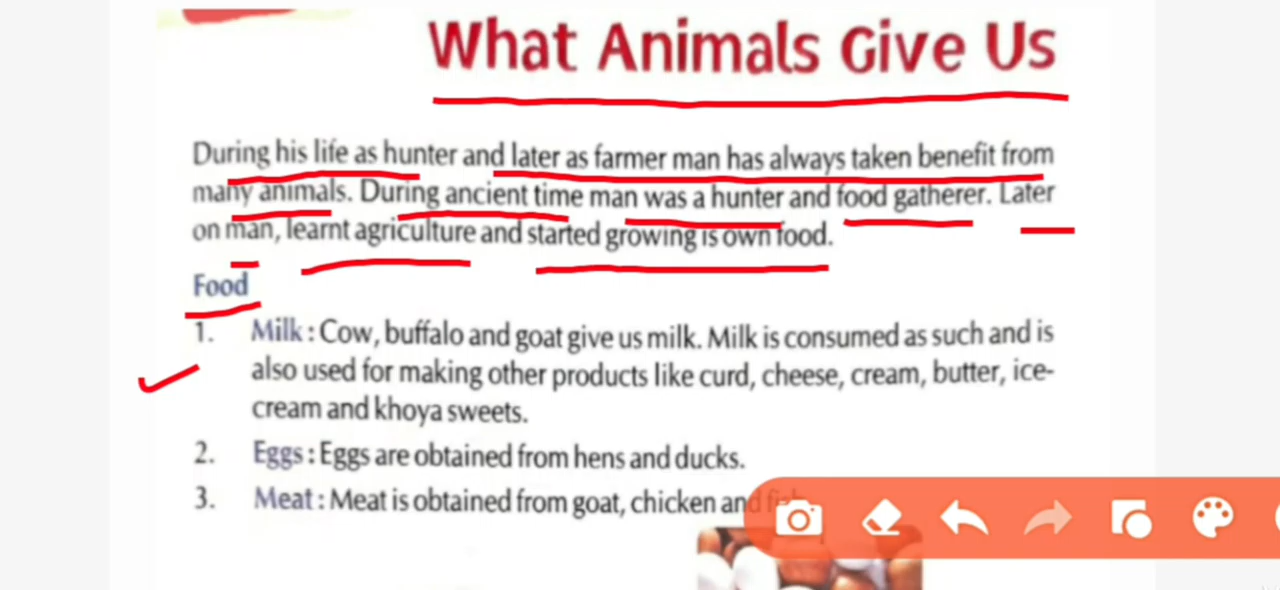 What Animals Give Us
During his life as hunter and later as farmer man has always taken benefit from
many animals. During ancient time man was a hunter and food gatherer. Later
on man, learnt agriculture and started growing is own food.
Food
1. Milk : Cow, buffalo and goat give us milk. Milk is consumed as such and is
also used for making other products like curd, cheese, cream, butter, ice-
cream and khoya sweets.
2. Eggs : Eggs are obtained from hens and ducks.
3. Meat : Meat is obtained from goat, chicken and fish.